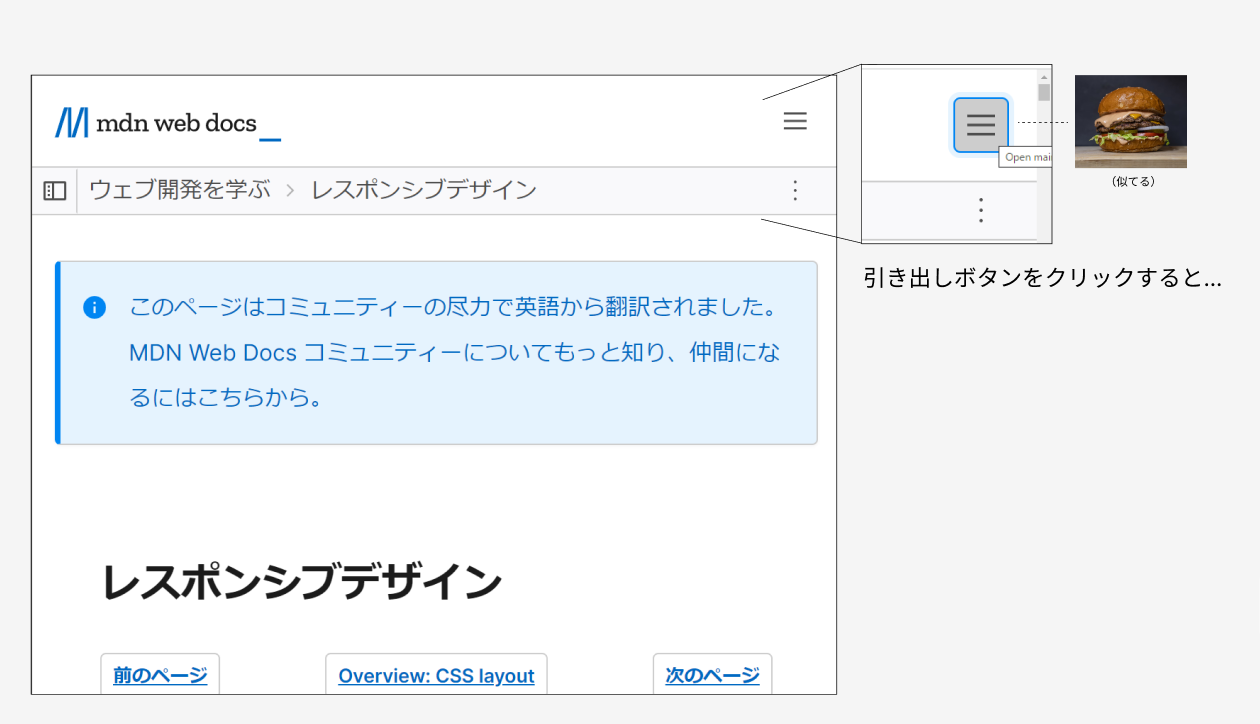 mdn web docs_
ウェブ開発を学ぶ > レスポンシブデザイン
このページはコミュニティーの尽力で英語から翻訳されました。
MDN Web Docs コミュニティーについてもっと知り、仲間にな
るにはこちらから。
レスポンシブデザイン
前のページ
Overview: CSS layout
次のページ
Open mai
（似てる）
引き出しボタンをクリックすると...